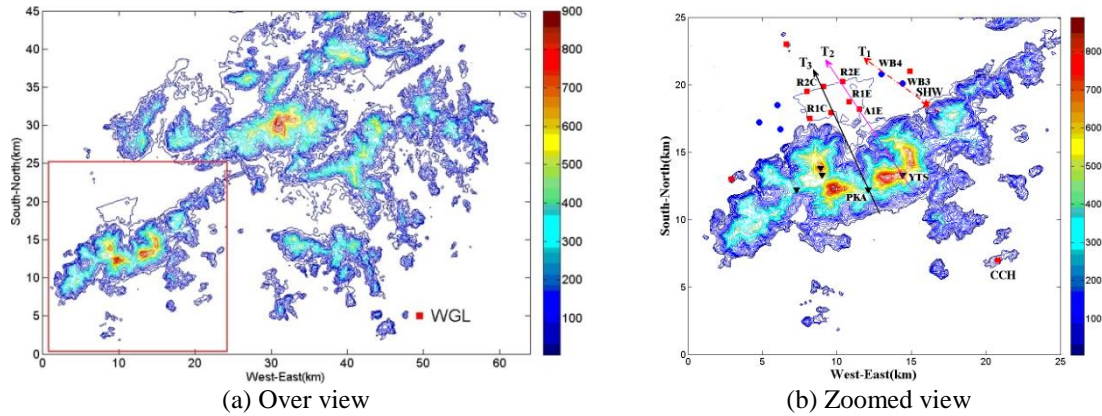 45
40
35
30
25
20
15
10
5
0
South-North(km)
0 10 20 30 40 50 60
West-East(km)
WGL
900
800
700
600
500
400
300
200
100
(a) Over view
25
20
15
10
5
0
South-North(km)
0 5 10 15 20 25
West-East(km)
T3 T2 T1
R2C R2E WB4
R1E WB3
SHW
R1C A1E
YTS
PKA
CCH
800
700
600
500
400
300
200
100
(b) Zoomed view